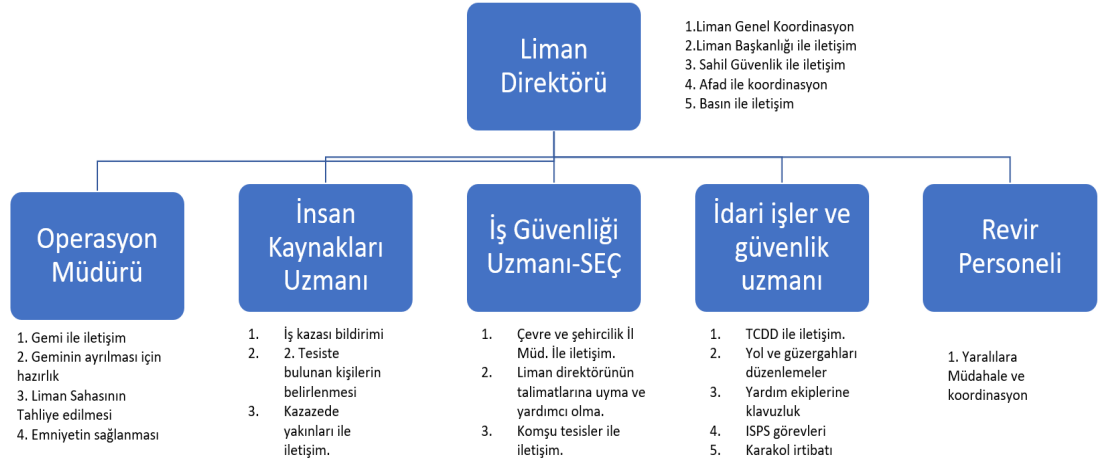 Liman
Direktörü
1.Liman Genel Koordinasyon
2.Liman Başkanlığı ile iletişim
3. Sahil Güvenlik ile iletişim
4. Afad ile koordinasyon
5. Basın ile iletişim
Operasyon
Müdürü
1. Gemi ile iletişim
2. Geminin ayrılması için
hazırlık
3. Liman Sahasının
Tahliye edilmesi
4. Emniyetin sağlanması
İnsan
Kaynakları
Uzmanı
1. İş kazası bildirimi
2. 2. Tesiste
bulunan kişilerin
belirlenmesi
3. Kazazede
yakınları ile
iletişim.
İş Güvenliği
Uzmanı-SEÇ
1. Çevre ve şehircilik İl
Müd. İle iletişim.
2. Liman direktörünün
talimatlarına uyma ve
yardımcı olma.
3. Komşu tesisler ile
iletişim.
İdari işler ve
güvenlik
uzmanı
1. TCDD ile iletişim.
2. Yol ve güzergahları
düzenlemeler
3. Yardım ekiplerine
klavuzluk
4. ISPS görevleri
5. Karakol irtibatı
Revir
Personeli
1. Yaralılara
Müdahale ve
koordinasyon